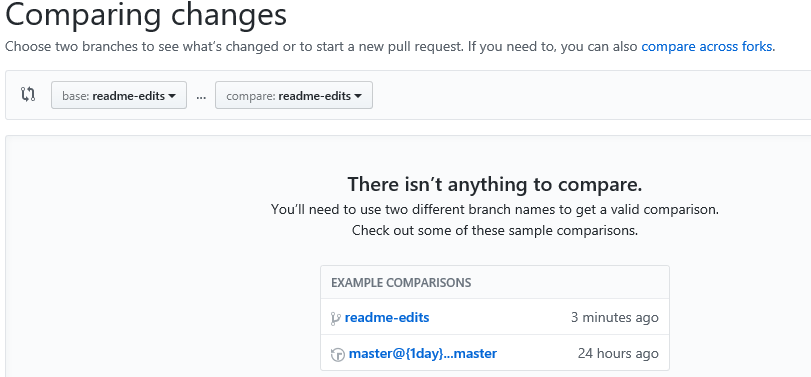 Comparing changes
Choose two branches to see what's changed or to start a new pull request. If you need to, you can also compare across forks.
base: readme-edits ... compare: readme-edits
There isn't anything to compare.
You'll need to use two different branch names to get a valid comparison.
Check out some of these sample comparisons.
EXAMPLE COMPARISONS
readme-edits 3 minutes ago
master@{1day}...master 24 hours ago